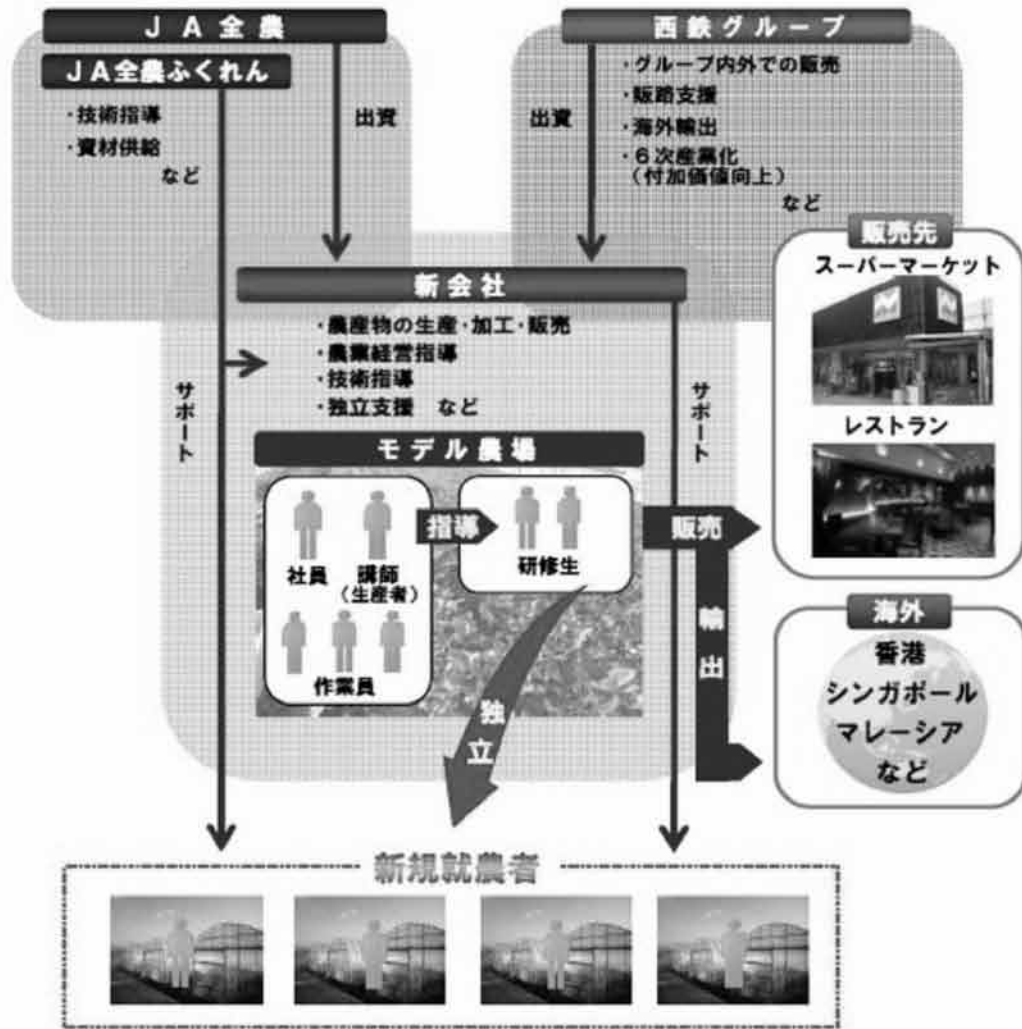 JA全農
JA全農ふくれん
・技術指導
・資材供給
など
出資
西鉄グループ
・グループ内外での販売
・販路支援
・海外輸出
・6次産業化
(付加価値向上)
など
出資
新会社
・農産物の生産・加工・販売
・農業経営指導
・技術指導
・独立支援 など
サポート
サポート
モデル農場
社員
講師
(生産者)
作業員
指導
研修生
販売
輸出
独立
販売先
スーパーマーケット
レストラン
海外
香港
シンガポール
マレーシア
など
新規就農者